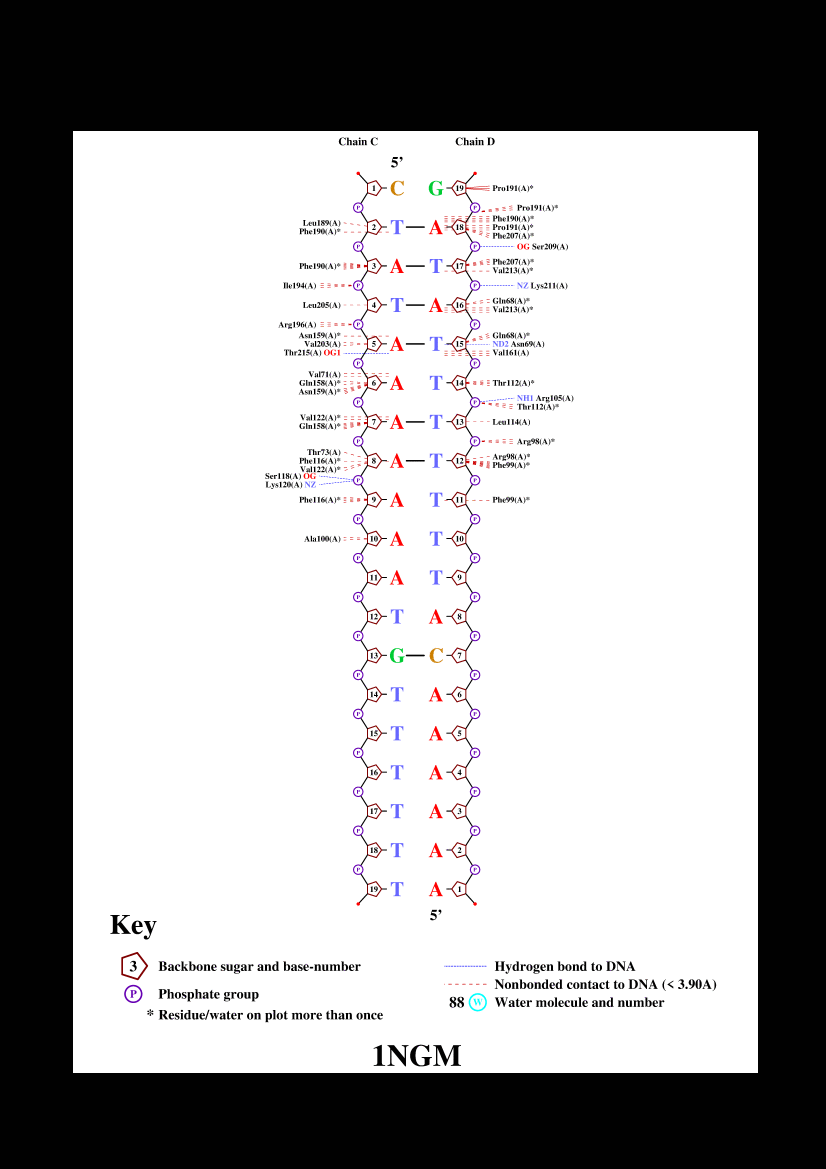 Chain C Chain D
5’
1 C G 19 Pro191(A)*
P P Pro191(A)*
Phe190(A)*
Leu189(A) Pro191(A)*
Phe190(A)* 2 T A 18 Phe207(A)*
P P OG Ser209(A)
Phe190(A)* 3 A T 17 Phe207(A)*
Val213(A)*
Ile194(A) P P NZ Lys211(A)
Leu205(A) 4 T A 16 Gln68(A)*
Val213(A)*
Arg196(A) P P
Asn159(A)* Gln68(A)*
Val203(A) 5 A T 15 ND2 Asn69(A)
Thr215(A) OG1 Val161(A)
P P
Val71(A)
Gln158(A)* 6 A T 14 Thr112(A)*
Asn159(A)*
P P NH1 Arg105(A)
Thr112(A)*
Val122(A)* 7 A T 13 Leu114(A)
Gln158(A)*
P P Arg98(A)*
Thr73(A) Arg98(A)*
Phe116(A)* 8 A T 12 Phe99(A)*
Val122(A)*
Ser118(A) OG P P
Lys120(A) NZ
Phe116(A)* 9 A T 11 Phe99(A)*
P P
Ala100(A) 10 A T 10
P P
11 A T 9
P P
12 T A 8
P P
13 G C 7
P P
14 T A 6
P P
15 T A 5
P P
16 T A 4
P P
17 T A 3
P P
18 T A 2
P P
19 T A 1
5’
Key
3 Backbone sugar and base-number
P Phosphate group
* Residue/water on plot more than once
Hydrogen bond to DNA
Nonbonded contact to DNA (< 3.90A)
88 W Water molecule and number
1NGM